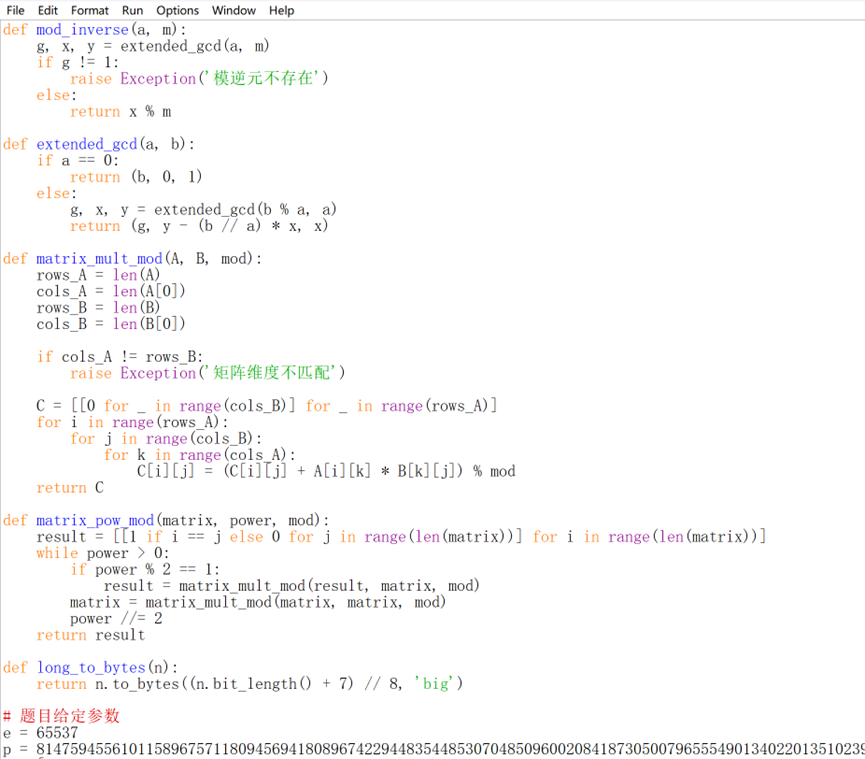 File Edit Format Run Options Window Help
def mod_inverse(a, m):
    g, x, y = extended_gcd(a, m)
    if g != 1:
        raise Exception('模逆元不存在')
    else:
        return x % m
def extended_gcd(a, b):
    if a == 0:
        return (b, 0, 1)
    else:
        g, x, y = extended_gcd(b % a, a)
        return (g, y - (b // a) * x, x)
def matrix_mult_mod(A, B, mod):
    rows_A = len(A)
    cols_A = len(A[0])
    rows_B = len(B)
    cols_B = len(B[0])
    if cols_A != rows_B:
        raise Exception('矩阵维度不匹配')
    C = [[0 for _ in range(cols_B)] for _ in range(rows_A)]
    for i in range(rows_A):
        for j in range(cols_B):
            for k in range(cols_A):
                C[i][j] = (C[i][j] + A[i][k] * B[k][j]) % mod
    return C
def matrix_pow_mod(matrix, power, mod):
    result = [[1 if i == j else 0 for j in range(len(matrix))] for i in range(len(matrix))]
    while power > 0:
        if power % 2 == 1:
            result = matrix_mult_mod(result, matrix, mod)
        matrix = matrix_mult_mod(matrix, matrix, mod)
        power //= 2
    return result
def long_to_bytes(n):
    return n.to_bytes((n.bit_length() + 7) // 8, 'big')
# 题目给定参数
e = 65537
p = 814759455610115896757118094569418089674229448354485307048509600208418730500796555490134022013510239